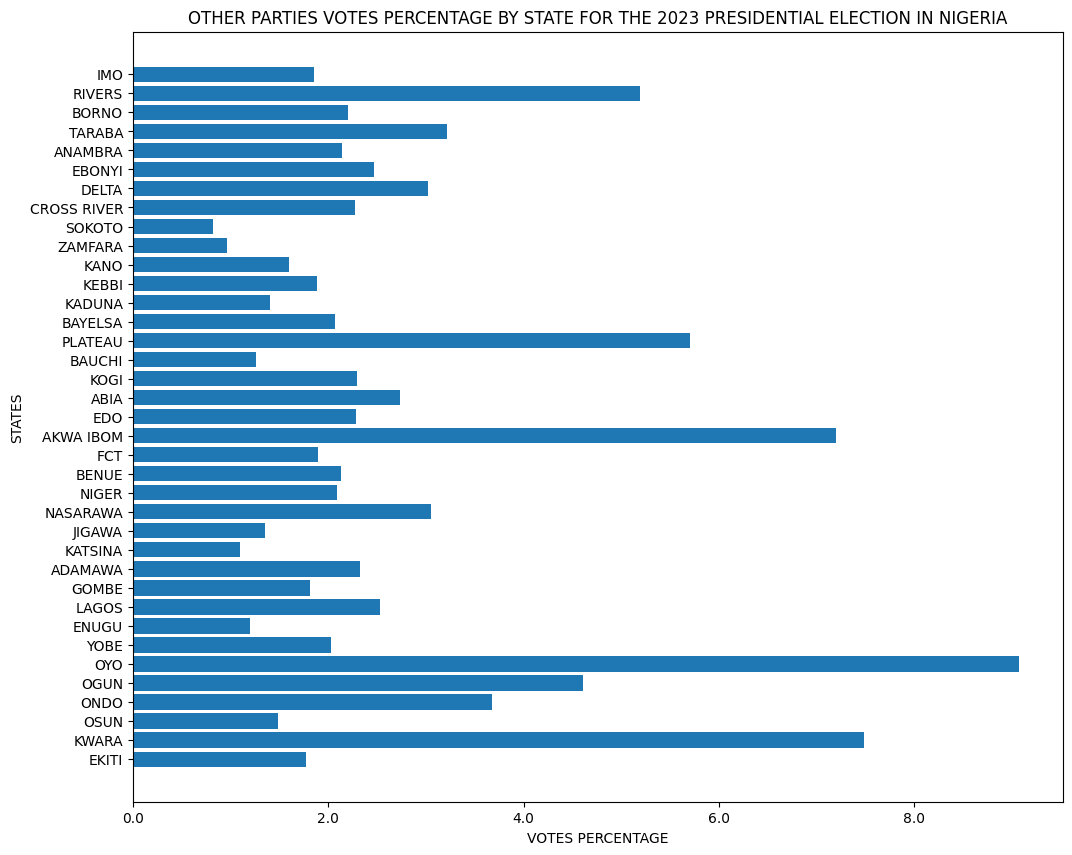 OTHER PARTIES VOTES PERCENTAGE BY STATE FOR THE 2023 PRESIDENTIAL ELECTION IN NIGERIA
IMO
RIVERS
BORNO
TARABA
ANAMBRA
EBONYI
DELTA
CROSS RIVER
SOKOTO
ZAMFARA
KANO
KEBBI
KADUNA
BAYELSA
PLATEAU
BAUCHI
KOGI
ABIA
EDO
AKWA IBOM
FCT
BENUE
NIGER
NASARAWA
JIGAWA
KATSINA
ADAMAWA
GOMBE
LAGOS
ENUGU
YOBE
OYO
OGUN
ONDO
OSUN
KWARA
EKITI
STATES
0.0 2.0 4.0 6.0 8.0
VOTES PERCENTAGE